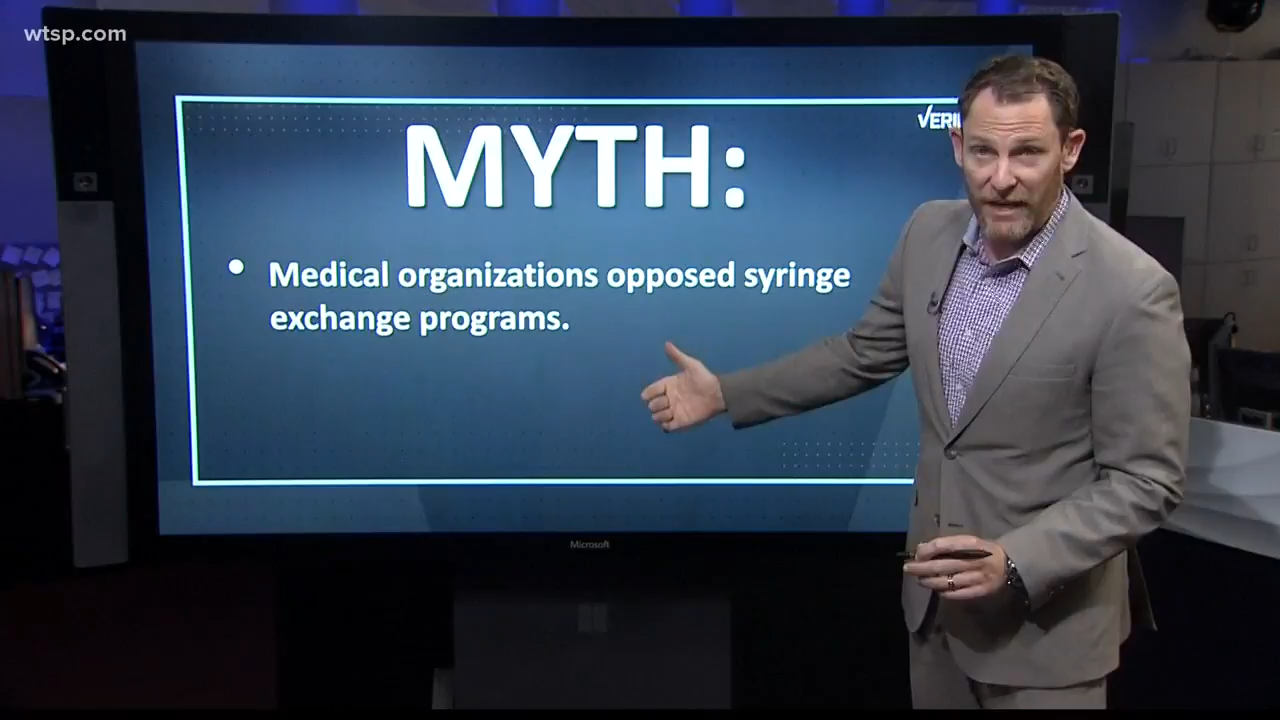 wtsp.com
MYTH:
• Medical organizations opposed syringe
exchange programs.
Microsoft